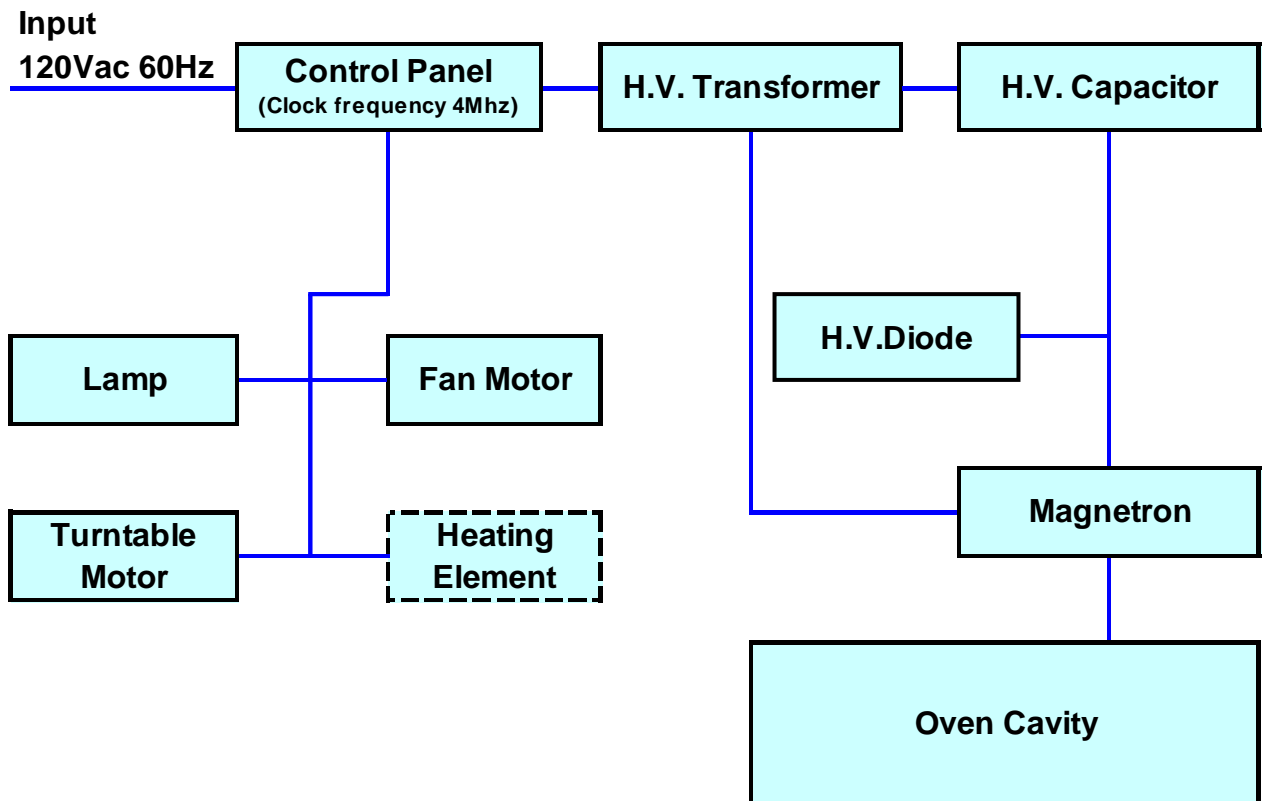 Input
120Vac 60Hz
Control Panel
(Clock frequency 4Mhz)
H.V. Transformer
H.V. Capacitor
H.V.Diode
Lamp
Fan Motor
Magnetron
Turntable
Motor
Heating
Element
Oven Cavity